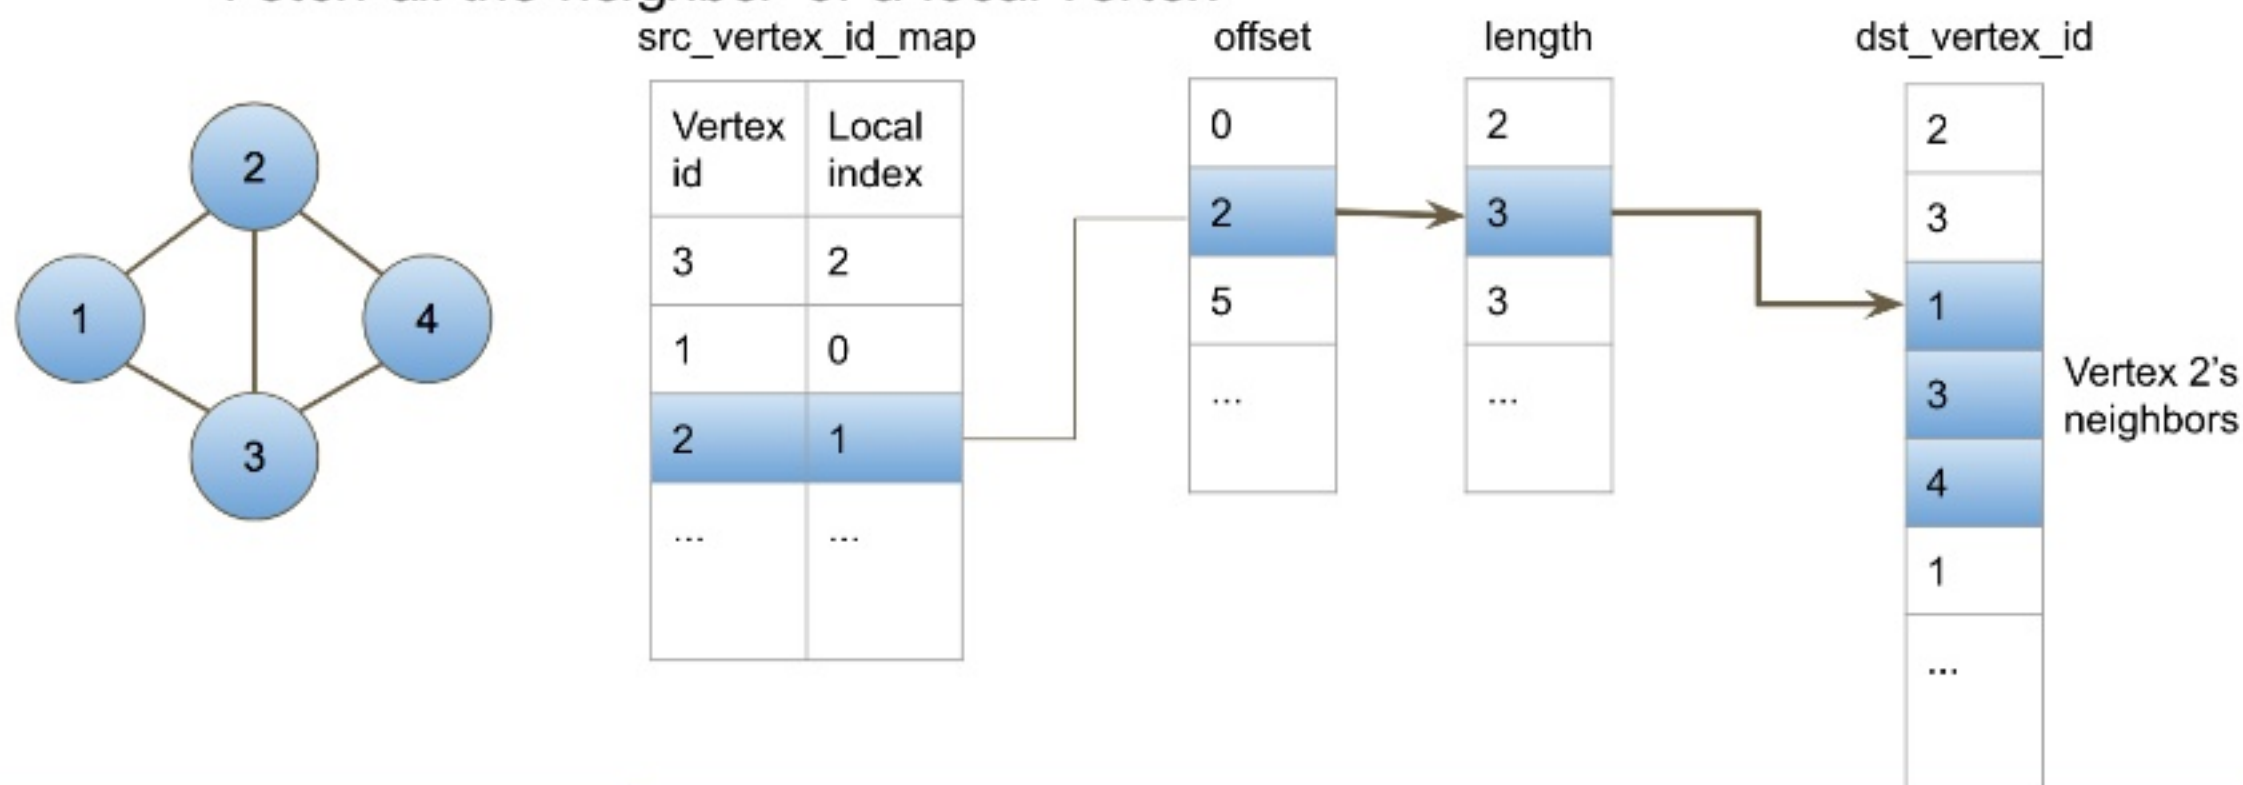 src_vertex_id_map
offset
length
dst_vertex_id
2
1
4
3
Vertex
id
Local
index
3
2
1
0
2
1
...
...
0
2
5
...
2
3
3
...
2
3
1
3
4
1
...
Vertex 2’s
neighbors